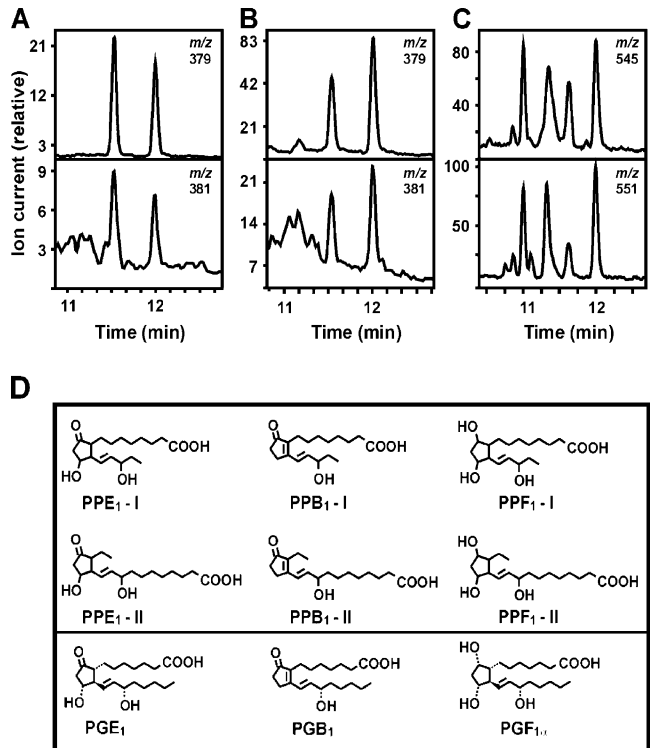 A B C
Ion current (relative)
21
12
3
m/z
379
9
6
3
m/z
381
11 12
Time (min)
83
42
21
m/z
379
21
14
7
m/z
381
11 12
Time (min)
80
40
m/z
545
100
50
m/z
551
11 12
Time (min)
D
O COOH HO OH
PPE₁ - I
O COOH OH
PPB₁ - I
HO COOH HO OH
PPF₁ - I
O COOH HO OH
PPE₁ - II
O COOH OH
PPB₁ - II
HO COOH HO OH
PPF₁ - II
O COOH HO OH
PGE₁
O COOH OH
PGB₁
HO COOH HO OH
PGF₁α